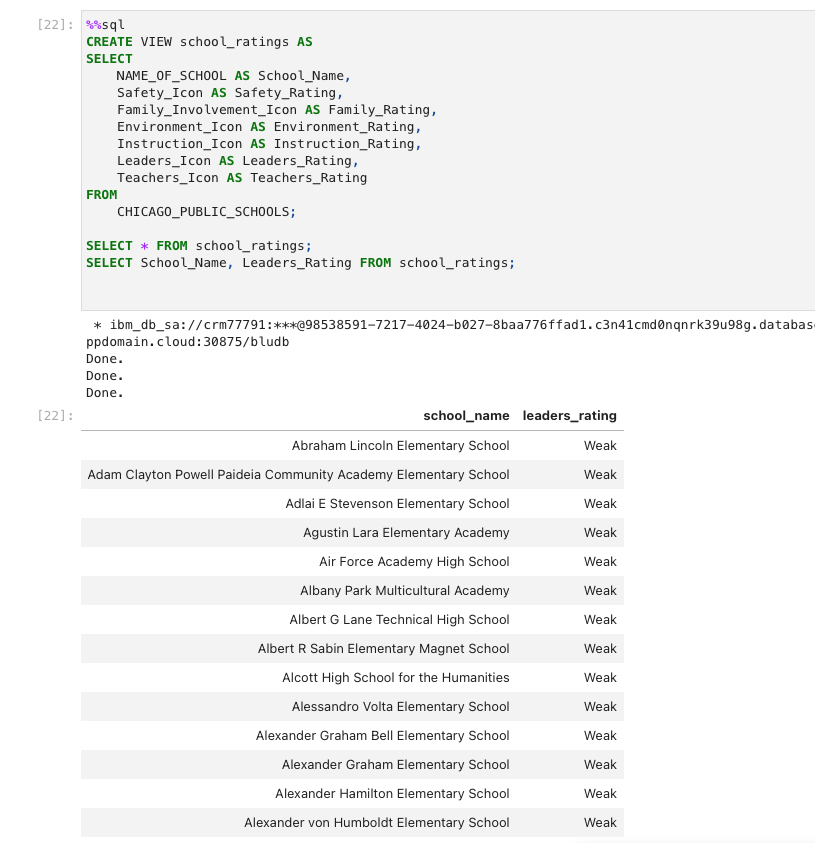 [22]: %%sql
CREATE VIEW school_ratings AS
SELECT
NAME_OF_SCHOOL AS School_Name,
Safety_Icon AS Safety_Rating,
Family_Involvement_Icon AS Family_Rating,
Environment_Icon AS Environment_Rating,
Instruction_Icon AS Instruction_Rating,
Leaders_Icon AS Leaders_Rating,
Teachers_Icon AS Teachers_Rating
FROM
CHICAGO_PUBLIC_SCHOOLS;
SELECT * FROM school_ratings;
SELECT School_Name, Leaders_Rating FROM school_ratings;
* ibm_db_sa://crm77791:***@98538591-7217-4024-b027-8baa776ffad1.c3n41cmd0nqnrk39u98g.databas
ppdomain.cloud:30875/bludb
Done.
Done.
Done.
[22]: school_name leaders_rating
Abraham Lincoln Elementary School Weak
Adam Clayton Powell Paideia Community Academy Elementary School Weak
Adlai E Stevenson Elementary School Weak
Agustin Lara Elementary Academy Weak
Air Force Academy High School Weak
Albany Park Multicultural Academy Weak
Albert G Lane Technical High School Weak
Albert R Sabin Elementary Magnet School Weak
Alcott High School for the Humanities Weak
Alessandro Volta Elementary School Weak
Alexander Graham Bell Elementary School Weak
Alexander Graham Elementary School Weak
Alexander Hamilton Elementary School Weak
Alexander von Humboldt Elementary School Weak